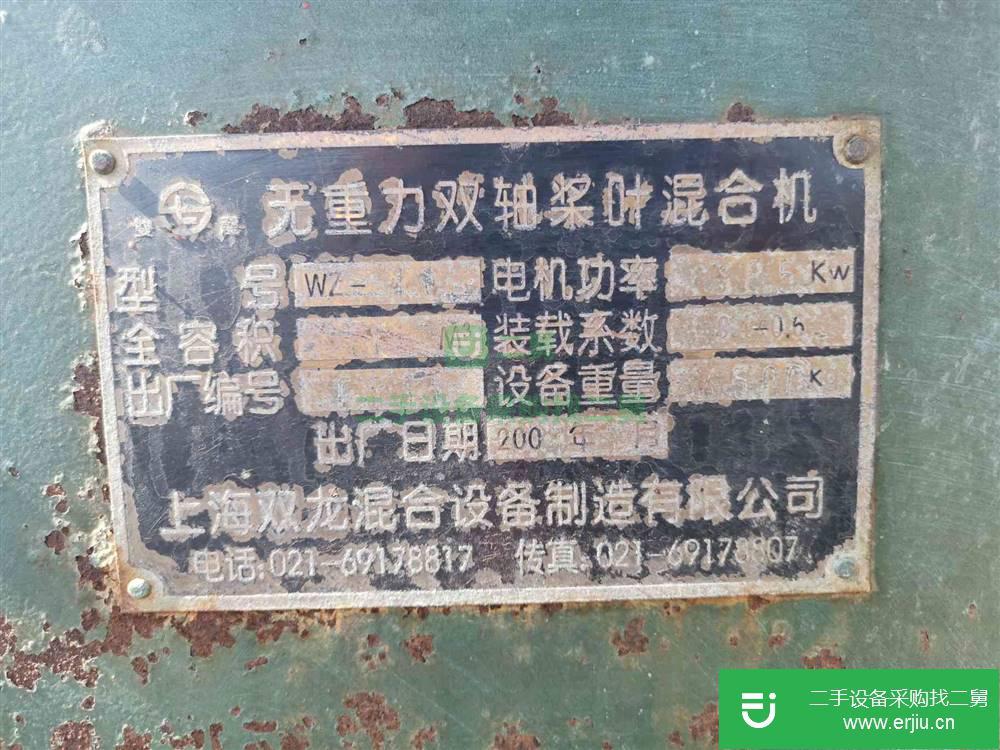 无重力双轴桨叶混合机
型 号 WZ- 电机功率 Kw
全容积 装载系数
出厂编号 设备重量 K
出厂日期 200 年 月
上海双龙混合设备制造有限公司
电话:021-69178817 传真:021-69178807
二手设备采购找二舅
www.erjiu.cn